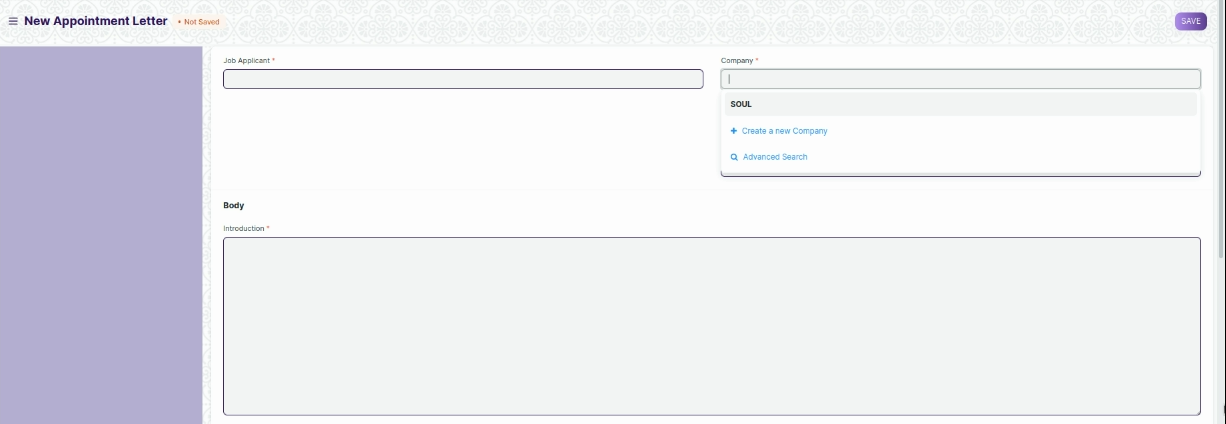 New Appointment Letter
• Not Saved
SAVE
Job Applicant *
Company *
SOUL
+ Create a new Company
Advanced Search
Body
Introduction *